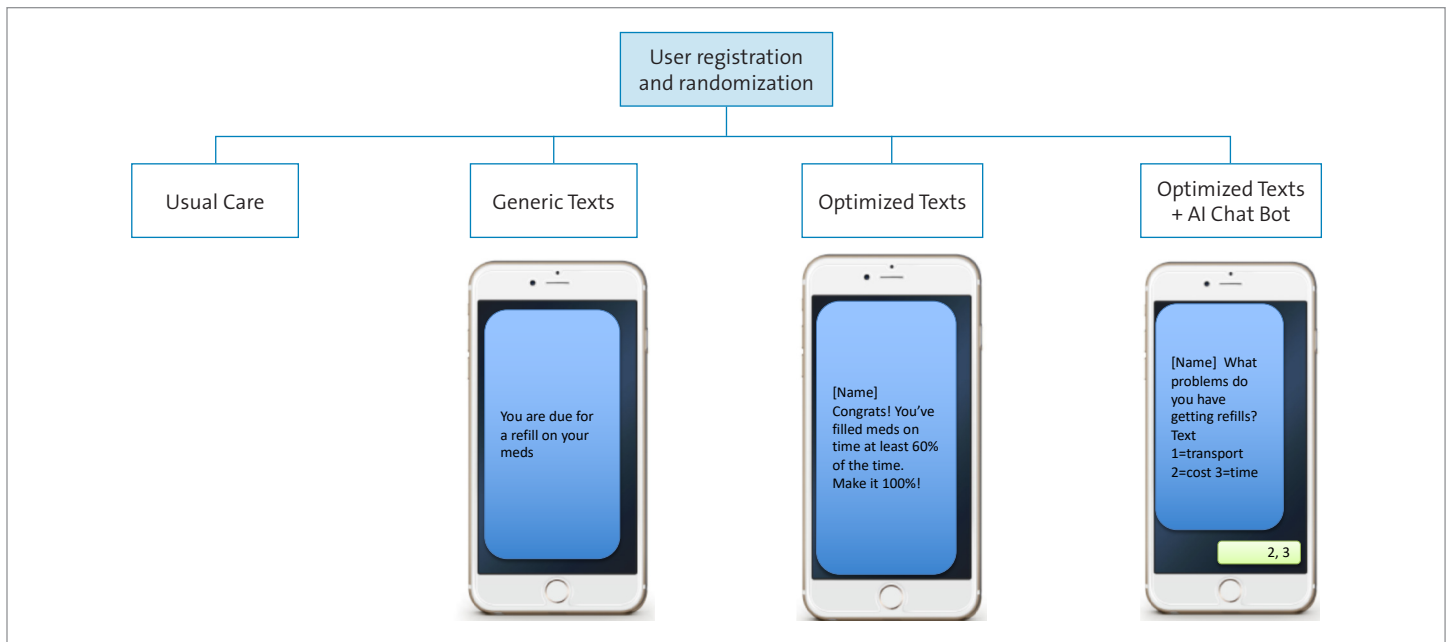 User registration
and randomization
Usual Care
Generic Texts
Optimized Texts
Optimized Texts
+ AI Chat Bot
You are due for
a refill on your
meds
[Name]
Congrats! You’ve
filled meds on
time at least 60%
of the time.
Make it 100%!
[Name] What
problems do
you have
getting refills?
Text
1=transport
2=cost 3=time
2, 3